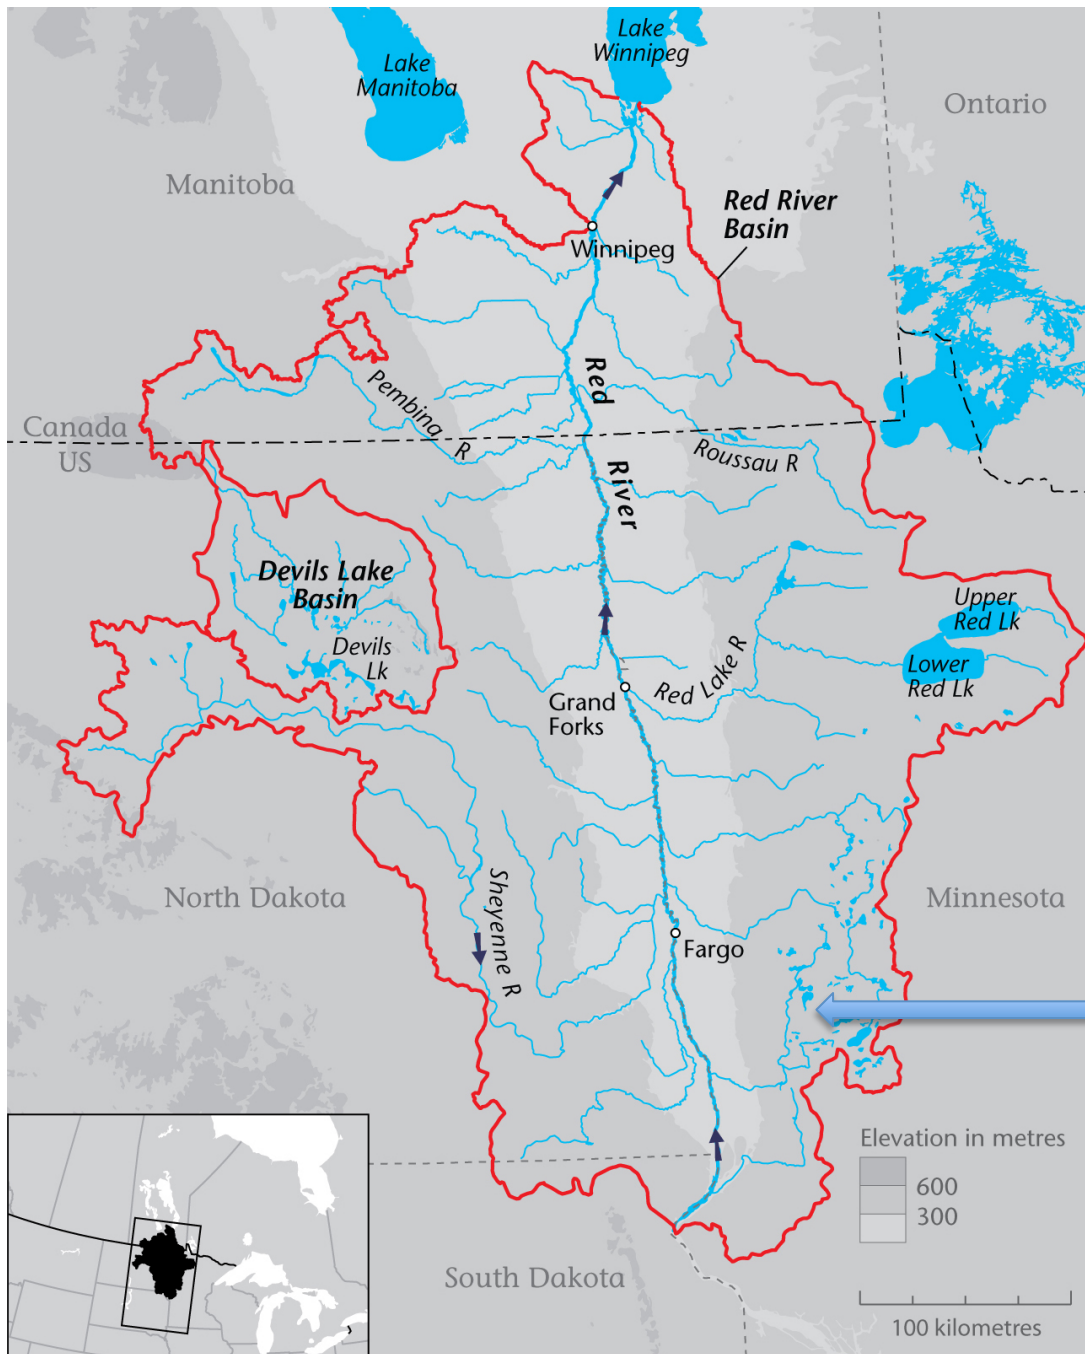 Lake
Winnipeg
Lake
Manitoba
Ontario
Manitoba
Red River
Basin
Winnipeg
Red
River
Pembina R
Canada
US
Roussau R
Devils Lake
Basin
Devils
Lk
Upper
Red Lk
Lower
Red Lk
Red Lake R
Grand
Forks
North Dakota
Sheyenne R
Minnesota
Fargo
Elevation in metres
600
300
South Dakota
100 kilometres